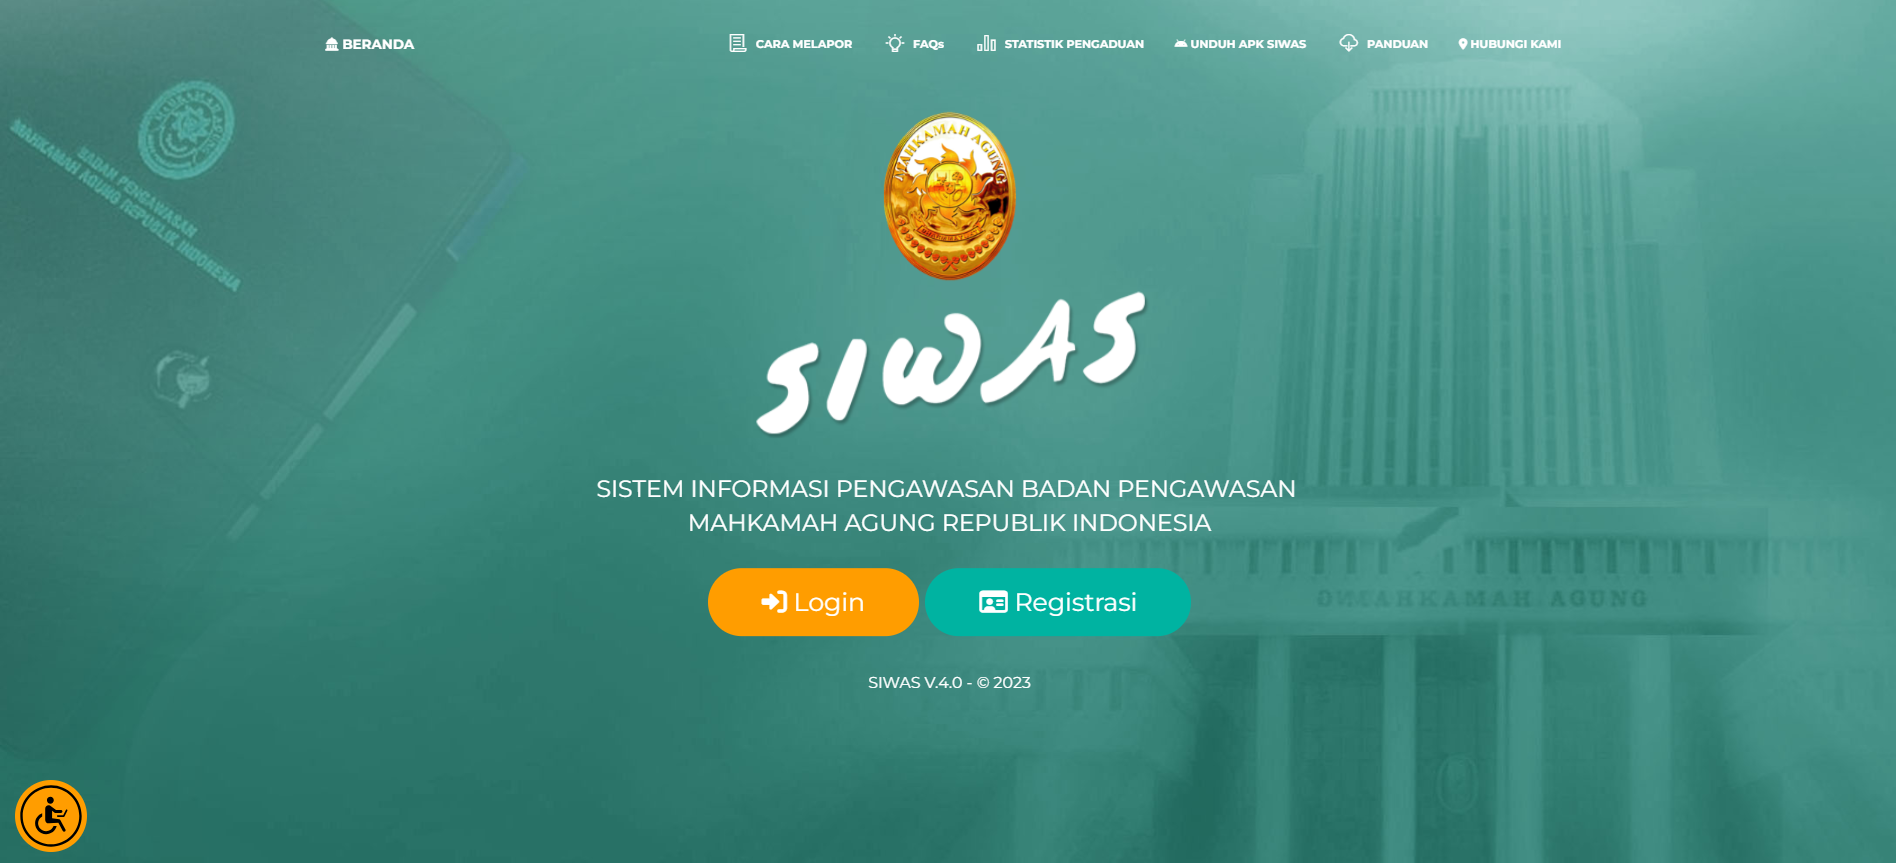 BERANDA
CARA MELAPOR
FAQs
STATISTIK PENGADUAN
UNDUH APK SIWAS
PANDUAN
HUBUNGI KAMI
MAHKAMAH AGUNG
BADAN PENGAWASAN
MAHKAMAH AGUNG REPUBLIK INDONESIA
MAHKAMAH AGUNG
SIWAS
SISTEM INFORMASI PENGAWASAN BADAN PENGAWASAN
MAHKAMAH AGUNG REPUBLIK INDONESIA
Login
Registrasi
MAHKAMAH AGUNG
SIWAS V.4.0 - © 2023